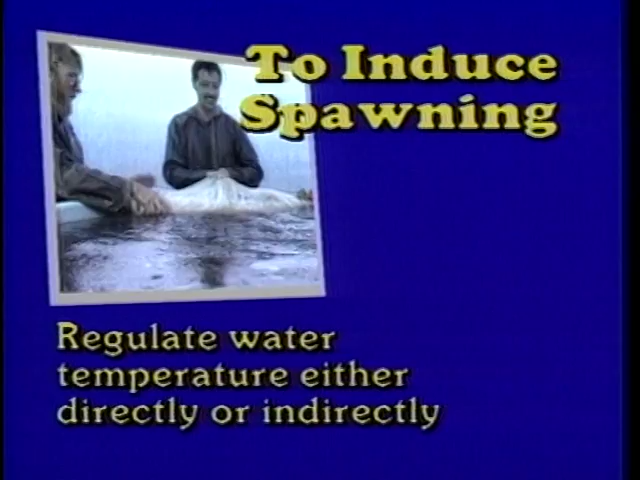 To Induce
Spawning
Regulate water
temperature either
directly or indirectly